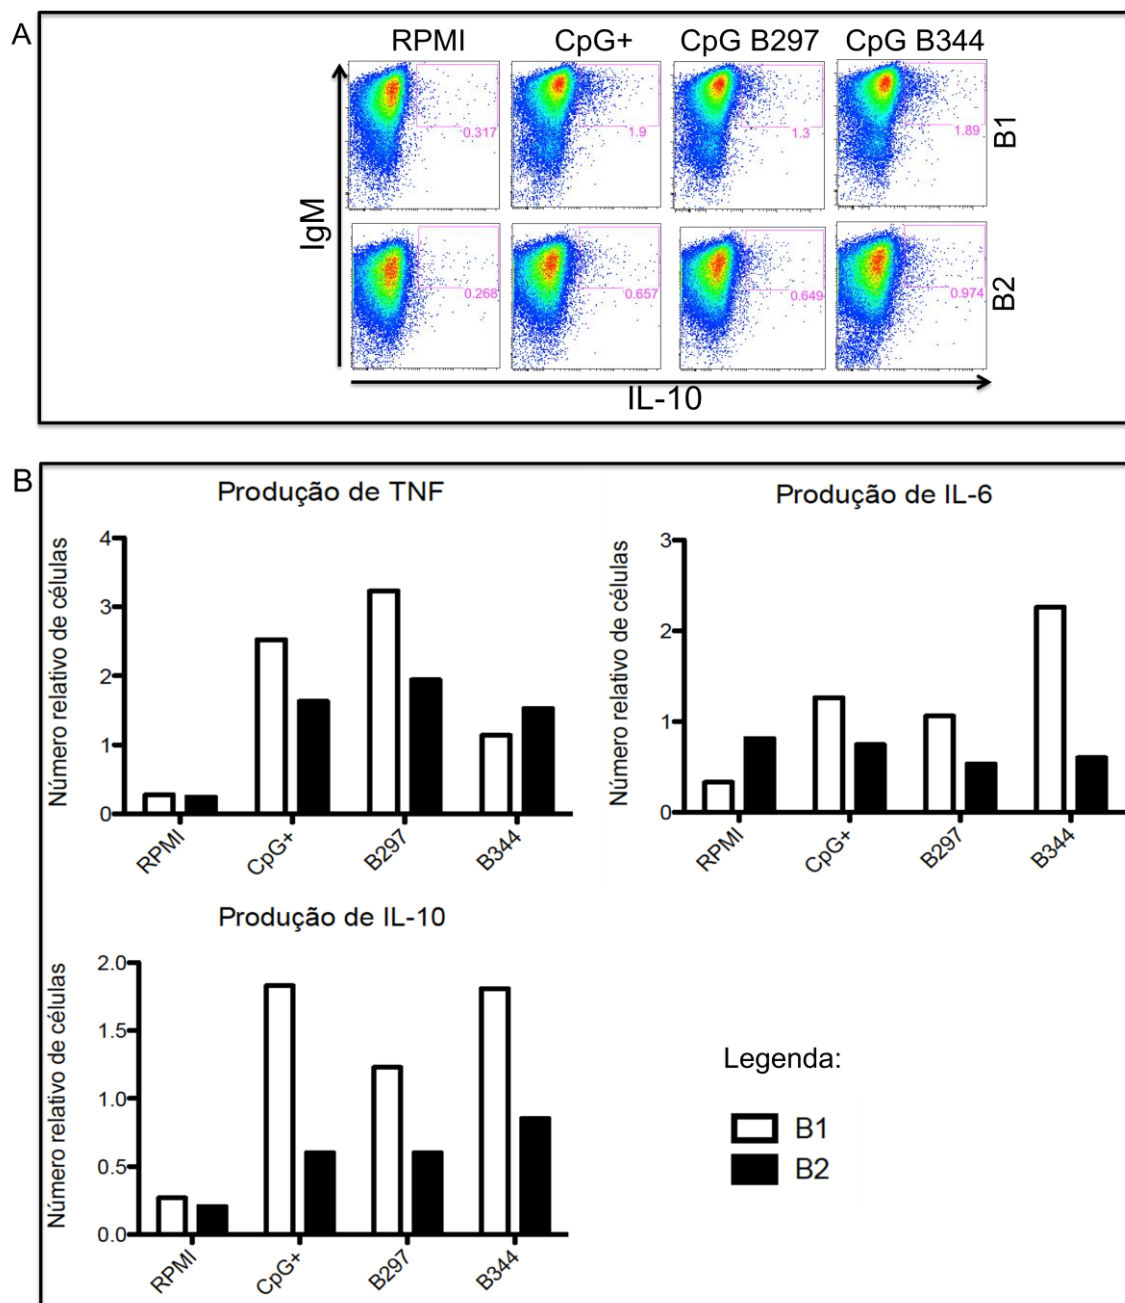 A
RPMI CpG+ CpG B297 CpG B344
0.317 1.9 1.3 1.89
B1
IgM
0.268 0.657 0.649 0.974
B2
IL-10
B
Produção de TNF
Número relativo de células
4
3
2
1
0
RPMI CpG+ B297 B344
Produção de IL-6
Número relativo de células
3
2
1
0
RPMI CpG+ B297 B344
Produção de IL-10
Número relativo de células
2.0
1.5
1.0
0.5
0.0
RPMI CpG+ B297 B344
Legenda:
B1
B2